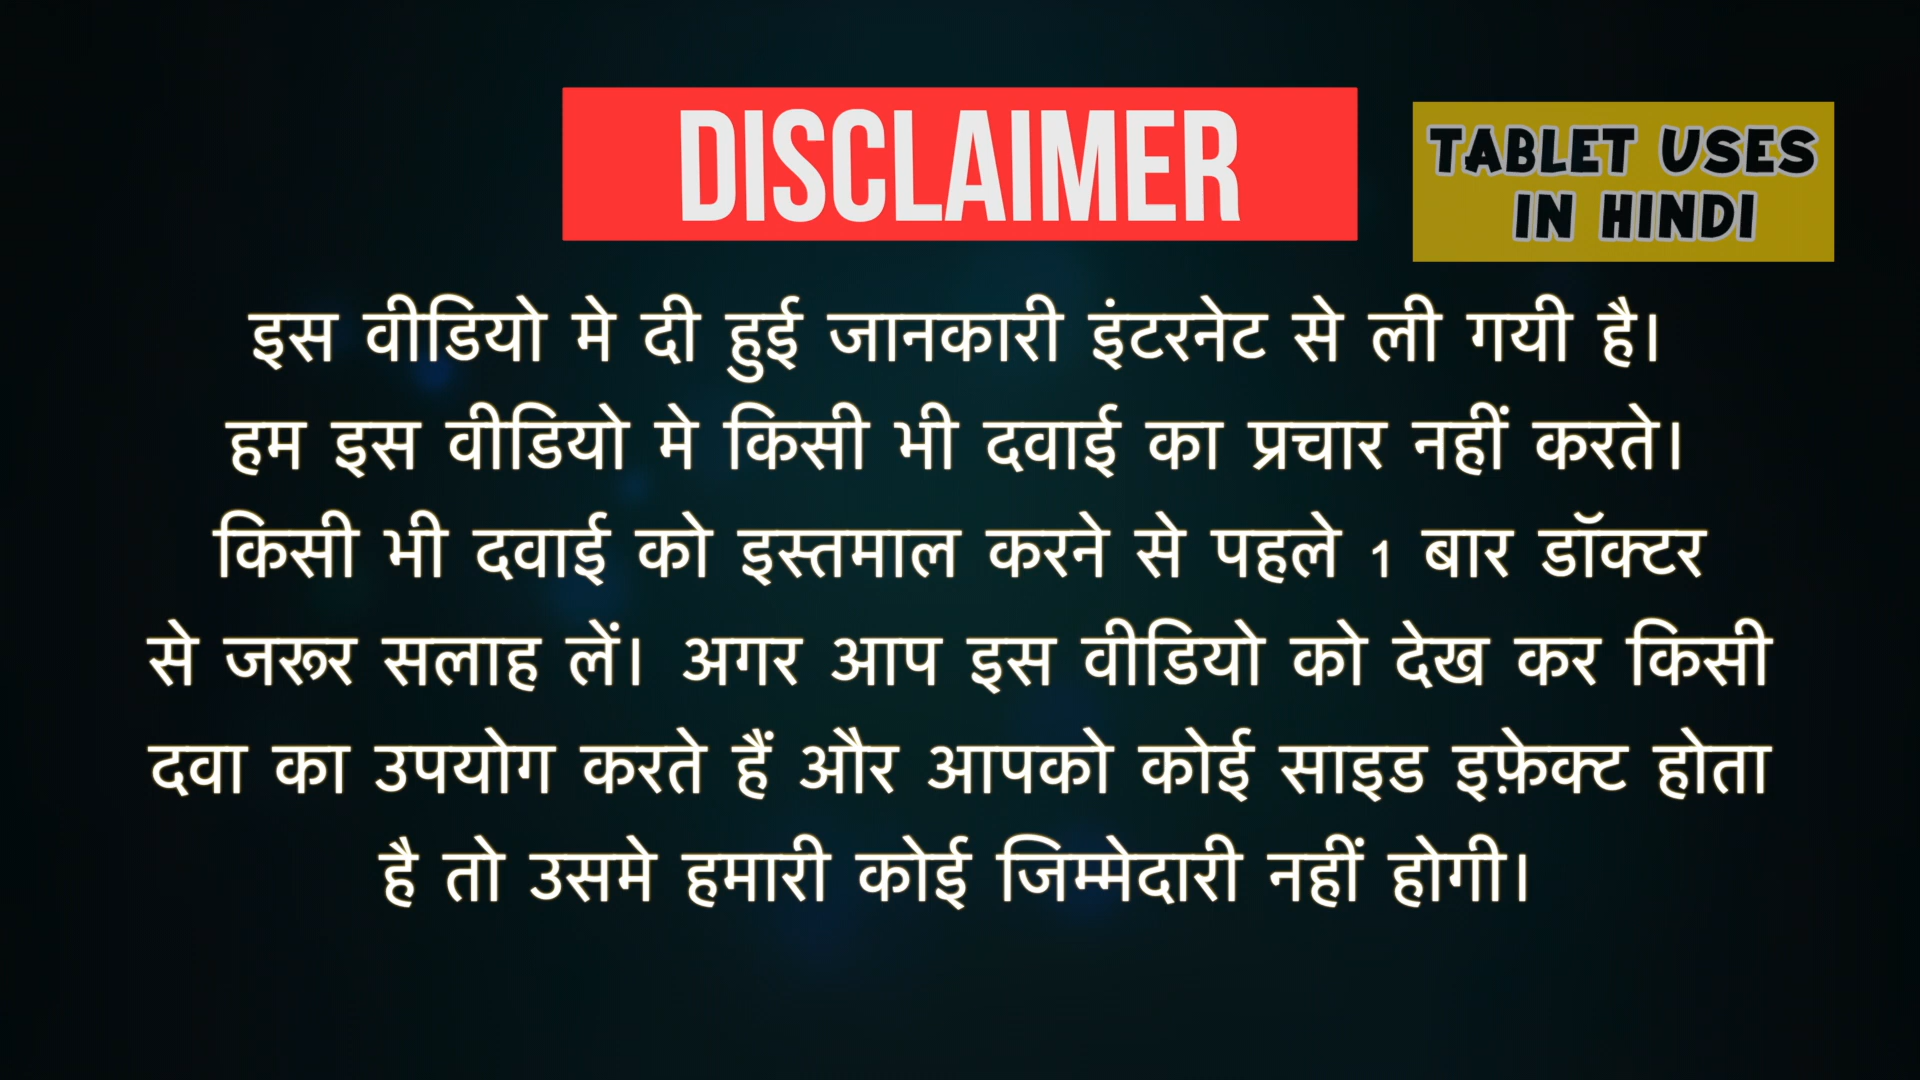 DISCLAIMER
TABLET USES
IN HINDI
इस वीडियो मे दी हुई जानकारी इंटरनेट से ली गयी है।
हम इस वीडियो मे किसी भी दवाई का प्रचार नहीं करते।
किसी भी दवाई को इस्तमाल करने से पहले 1 बार डॉक्टर
से जरूर सलाह लें। अगर आप इस वीडियो को देख कर किसी
दवा का उपयोग करते हैं और आपको कोई साइड इफ़ेक्ट होता
है तो उसमे हमारी कोई जिम्मेदारी नहीं होगी।